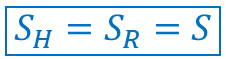 S_H = S_R = S